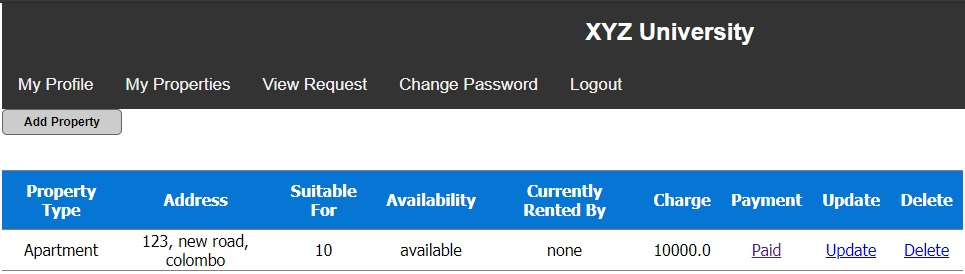 XYZ University
My Profile My Properties View Request Change Password Logout
Add Property
Property Type Address Suitable For Availability Currently Rented By Charge Payment Update Delete
Apartment 123, new road, colombo 10 available none 10000.0 Paid Update Delete